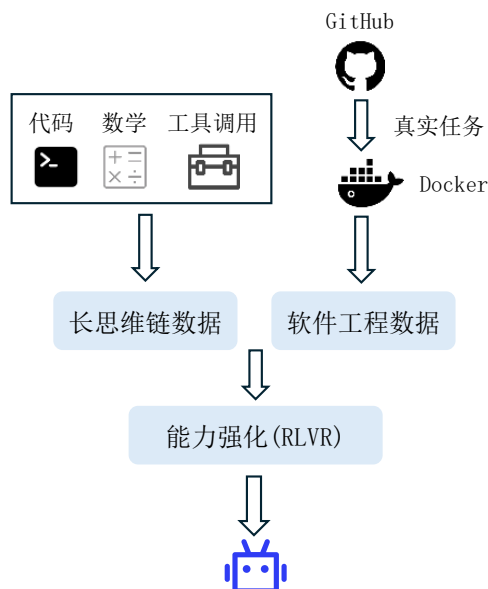 GitHub
代码 数学 工具调用
真实任务
Docker
长思维链数据
软件工程数据
能力强化(RLVR)